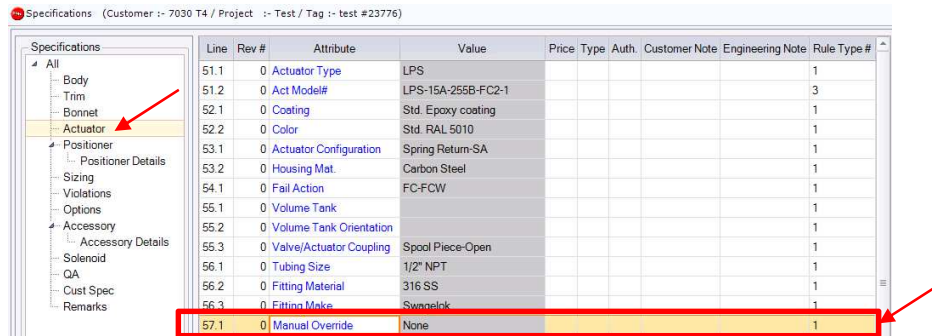 Specifications (Customer :- 7030 T4 / Project :- Test / Tag :- test #23776)
Specifications
All
Body
Trim
Bonnet
Actuator
Positioner
Positioner Details
Sizing
Violations
Options
Accessory
Accessory Details
Solenoid
QA
Cust Spec
Remarks
Line Rev # Attribute Value Price Type Auth. Customer Note Engineering Note Rule Type #
51.1 0 Actuator Type LPS 1
51.2 0 Act Model# LPS-15A-255B-FC2-1 3
52.1 0 Coating Std. Epoxy coating 1
52.2 0 Color Std. RAL 5010 1
53.1 0 Actuator Configuration Spring Return-SA 1
53.2 0 Housing Mat. Carbon Steel 1
54.1 0 Fail Action FC-FCW 1
55.1 0 Volume Tank 1
55.2 0 Volume Tank Orientation 1
55.3 0 Valve/Actuator Coupling Spool Piece-Open 1
56.1 0 Tubing Size 1/2" NPT 1
56.2 0 Fitting Material 316 SS 1
56.3 0 Fitting Make Swagelok 1
57.1 0 Manual Override None 1